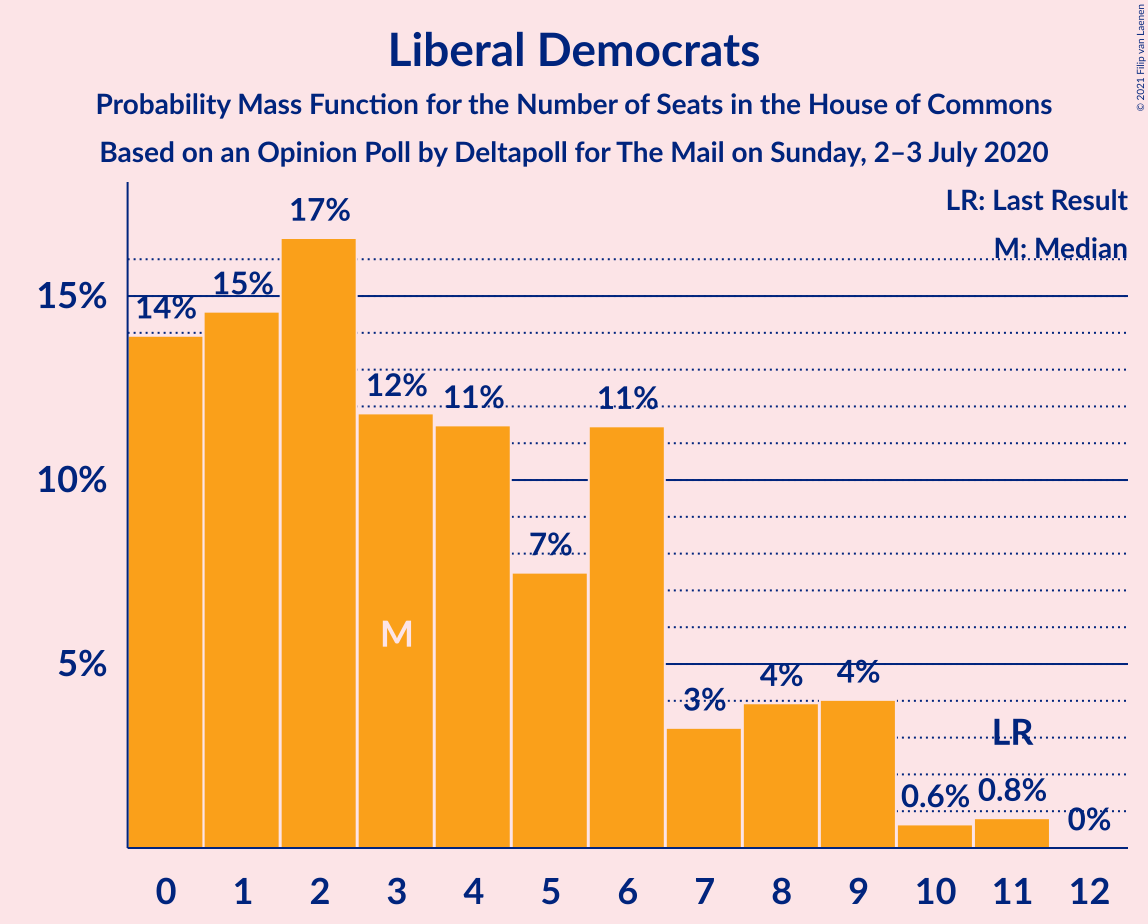 Liberal Democrats
Probability Mass Function for the Number of Seats in the House of Commons
Based on an Opinion Poll by Deltapoll for The Mail on Sunday, 2–3 July 2020
© 2021 Filip van Laenen
LR: Last Result
M: Median
15%
10%
5%
14%
15%
17%
12%
11%
7%
11%
3%
4%
4%
0.6%
0.8%
0%
M
LR
0 1 2 3 4 5 6 7 8 9 10 11 12